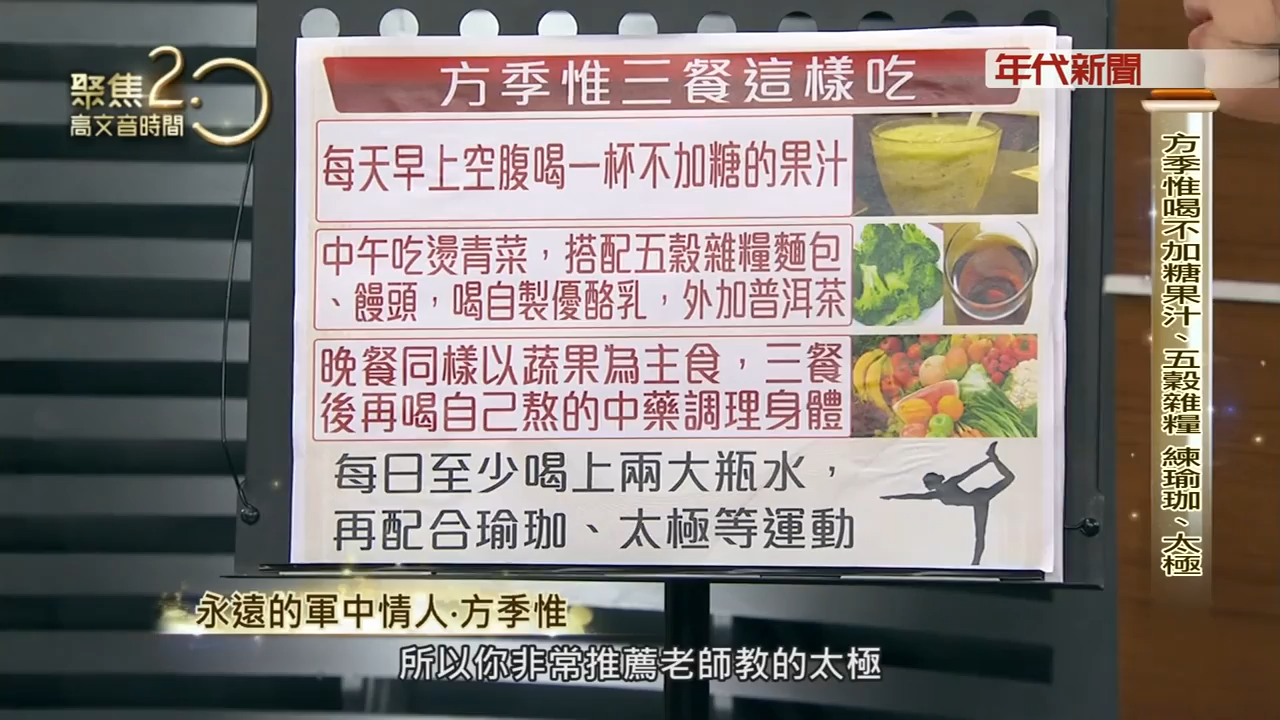 聚焦2.0
高文音時間
年代新聞
方季惟三餐這樣吃
每天早上空腹喝一杯不加糖的果汁
中午吃燙青菜，搭配五穀雜糧麵包
、饅頭，喝自製優酪乳，外加普洱茶
晚餐同樣以蔬果為主食，三餐
後再喝自己熬的中藥調理身體
每日至少喝上兩大瓶水，
再配合瑜珈、太極等運動
方季惟喝不加糖果汁、五穀雜糧 練瑜珈、太極
永遠的軍中情人·方季惟
所以你非常推薦老師教的太極